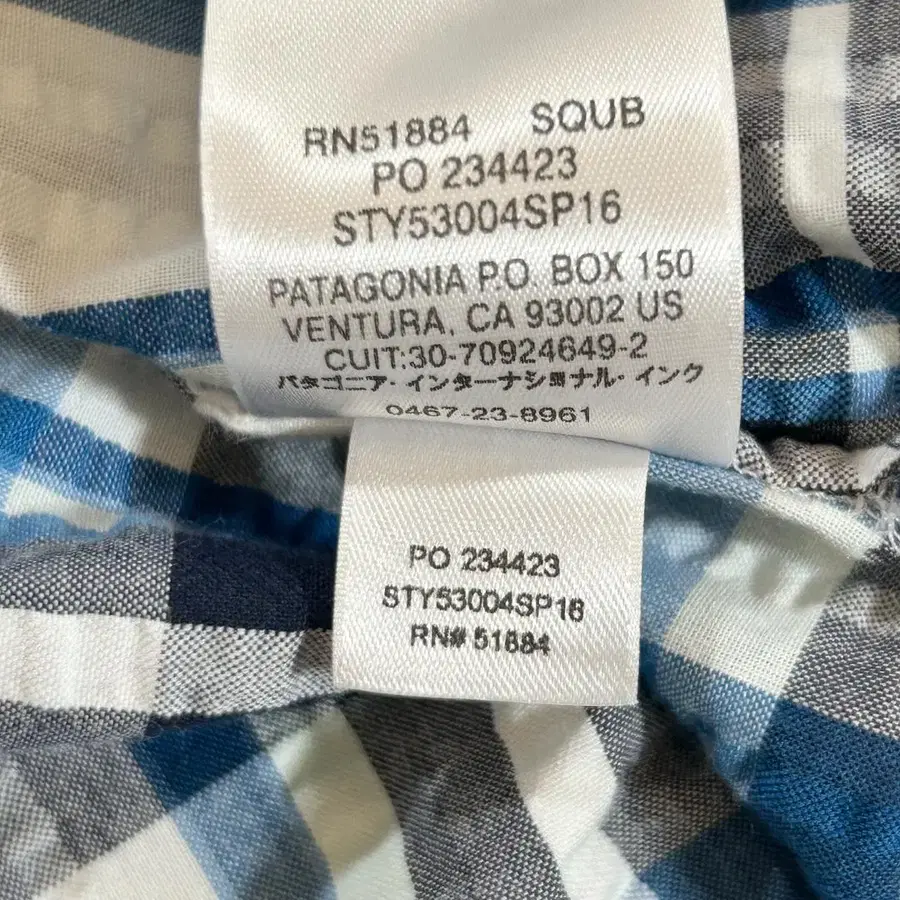 RN51884 SQUB
PO 234423
STY53004SP16
PATAGONIA P.O. BOX 150
VENTURA, CA 93002 US
CUIT:30-70924649-2
パタゴニア・インターナショナル・インク
0467-23-8961
PO 234423
STY53004SP16
RN# 51884